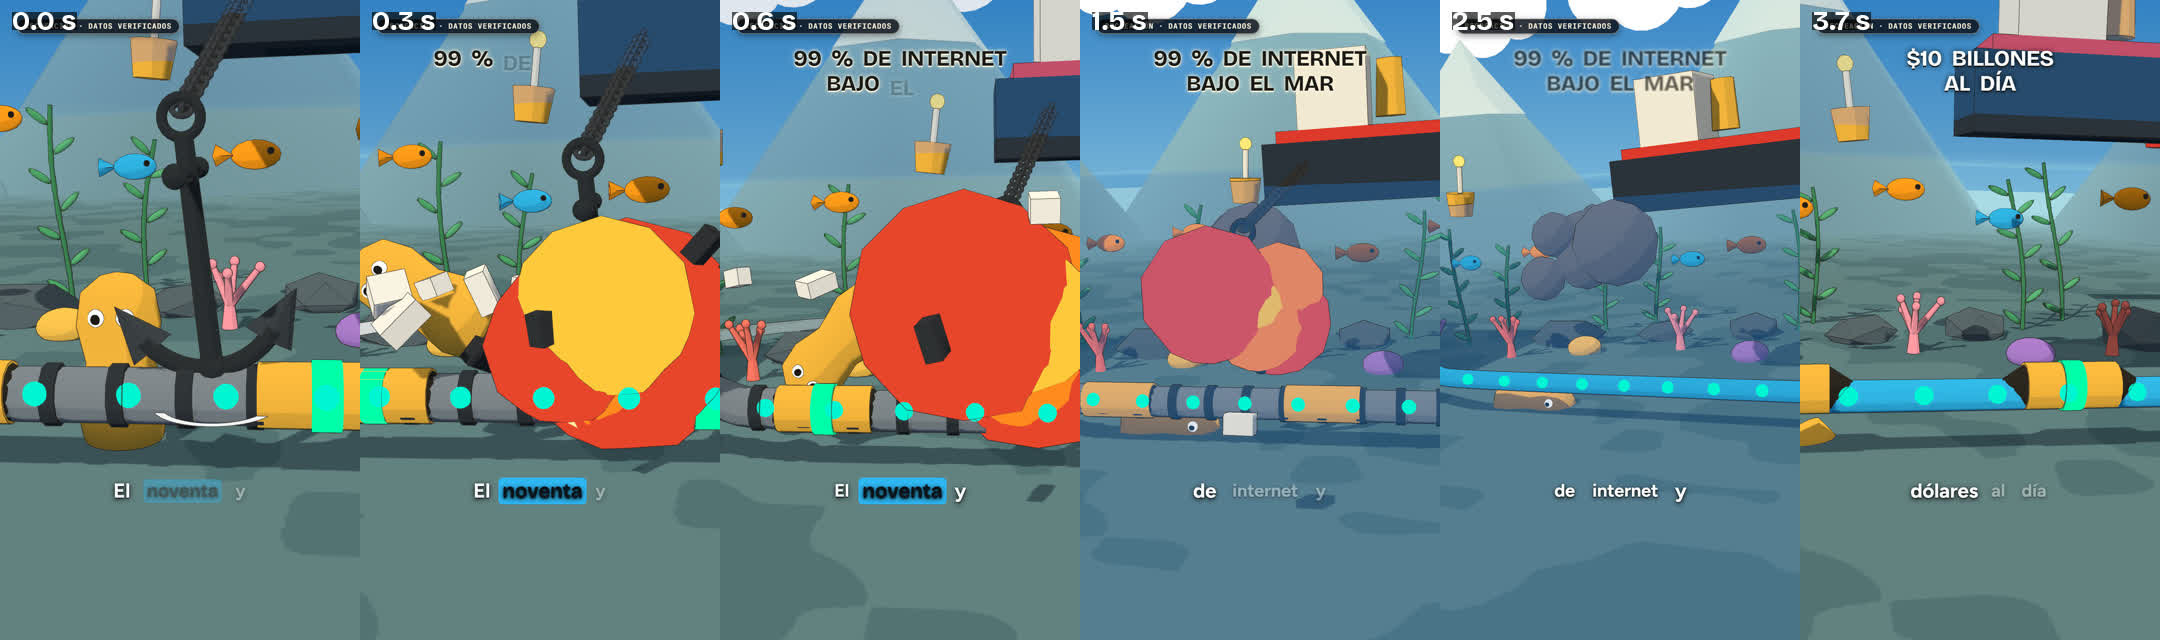 0.0 s
· DATOS VERIFICADOS
El noventa y
0.3 s
· DATOS VERIFICADOS
99 % DE
El noventa y
0.6 s
· DATOS VERIFICADOS
99 % DE INTERNET
BAJO EL
El noventa y
1.5 s
· DATOS VERIFICADOS
99 % DE INTERNET
BAJO EL MAR
de internet y
2.5 s
· DATOS VERIFICADOS
99 % DE INTERNET
BAJO EL MAR
de internet y
3.7 s
· DATOS VERIFICADOS
$10 BILLONES
AL DÍA
dólares al día